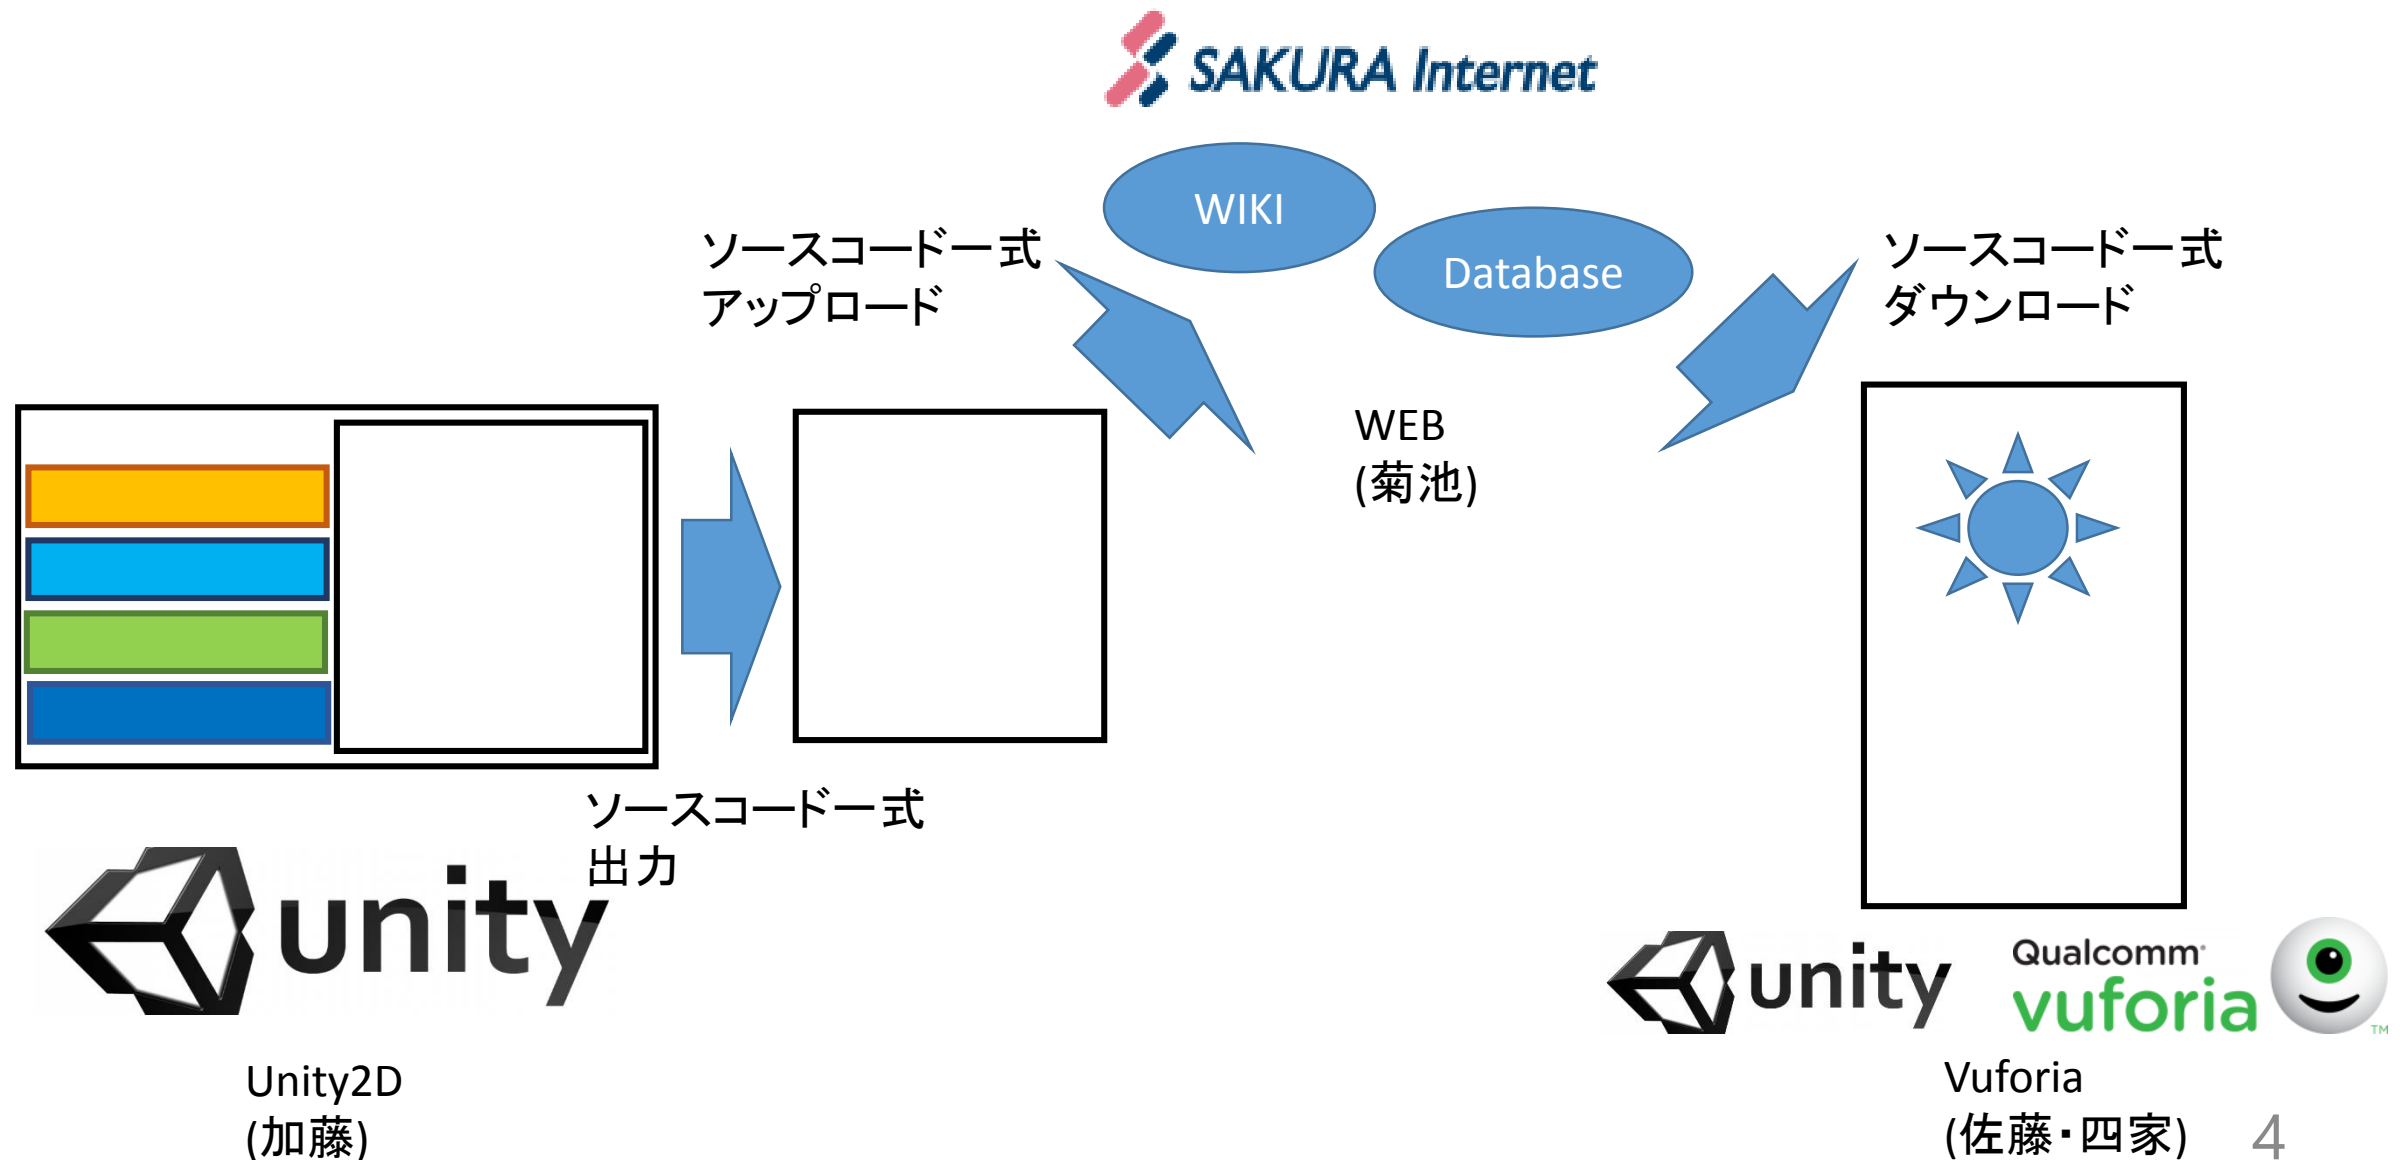 SAKURA Internet
WIKI
Database
ソースコード一式
アップロード
ソースコード一式
ダウンロード
WEB
(菊池)
ソースコード一式
出力
unity
Unity2D
(加藤)
unity
Qualcomm
vuforia
TM
Vuforia
(佐藤・四家)
4